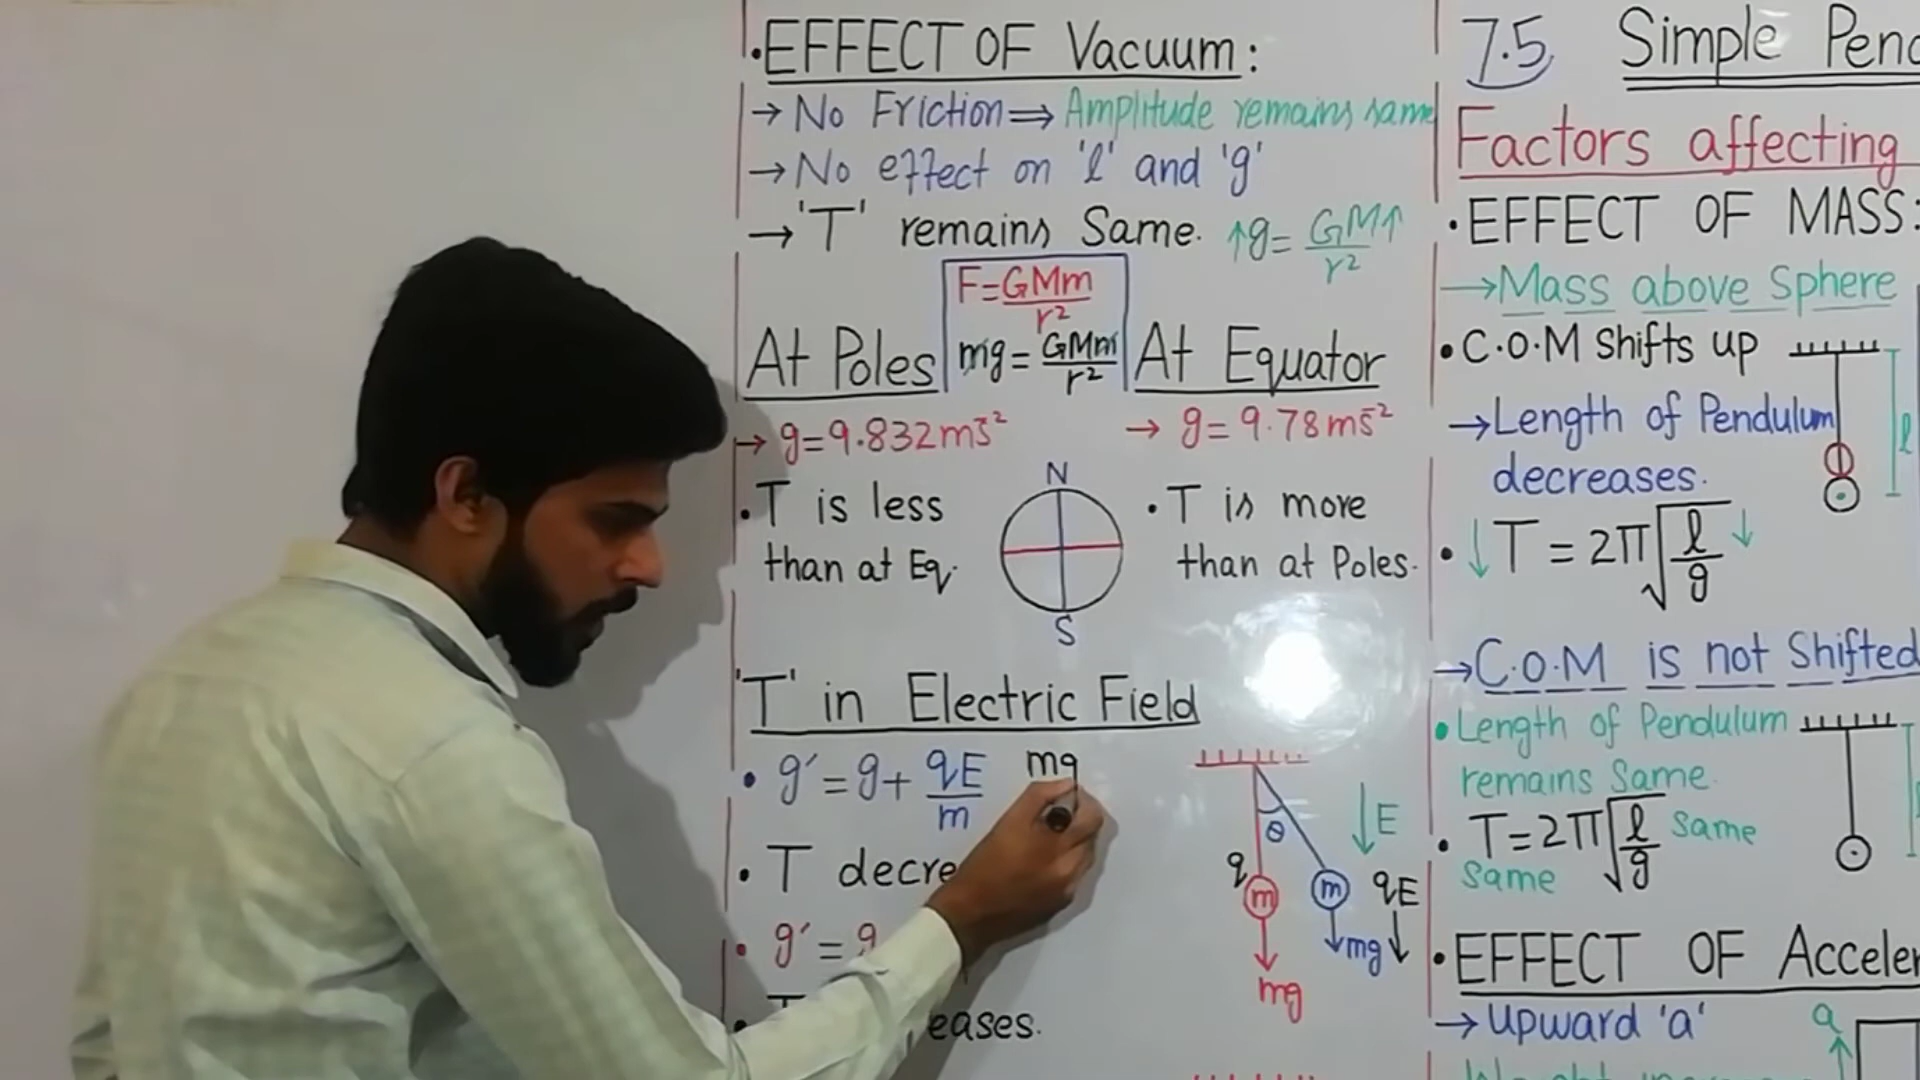 •EFFECT OF Vacuum:
→ No Friction ⟹ Amplitude remains same
→ No effect on 'l' and 'g'
→ 'T' remains Same. ↑g = GM↑/r²
F = GMm/r²
mg = GMm/r²
At Poles
→ g = 9.832 ms⁻²
• T is less
than at Eq.
N
S
At Equator
→ g = 9.78 ms⁻²
• T is more
than at Poles.
'T' in Electric Field
• g' = g + qE/m mg
• T decre
• g' = g
eases.
θ
q
m
mg
m
mg
E
qE
7.5 Simple Pend
Factors affecting
• EFFECT OF MASS:
→ Mass above Sphere
• C.O.M Shifts up
→ Length of Pendulum
decreases.
l
• ↓ T = 2π√l/g ↓
→ C.O.M is not Shifted
• Length of Pendulum
remains Same.
• T = 2π√l/g same
same
• EFFECT OF Acceler
→ upward 'a'
a